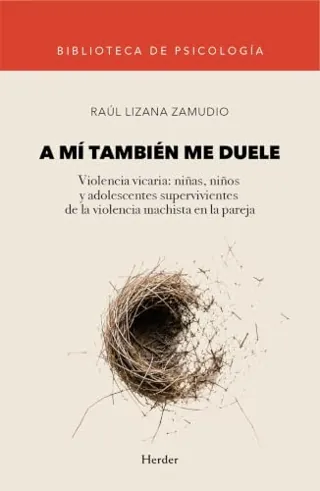 BIBLIOTECA DE PSICOLOGÍA
RAÚL LIZANA ZAMUDIO
A MÍ TAMBIÉN ME DUELE
Violencia vicaria: niñas, niños
y adolescentes supervivientes
de la violencia machista en la pareja
Herder